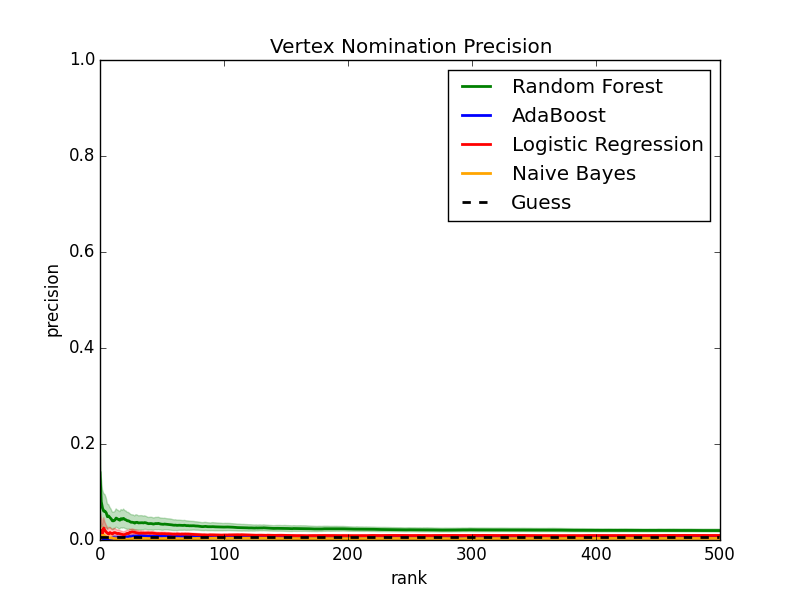 Vertex Nomination Precision
1.0
0.8
0.6
0.4
0.2
0.0
precision
Random Forest
AdaBoost
Logistic Regression
Naive Bayes
Guess
0 100 200 300 400 500
rank